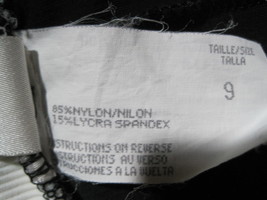 TAILLE/SIZE
TALLA
9
85%NYLON/NILON
15%LYCRA SPANDEX
INSTRUCTIONS ON REVERSE
INSTRUCTIONS AU VERSO
INSTRUCCIONES A LA VUELTA